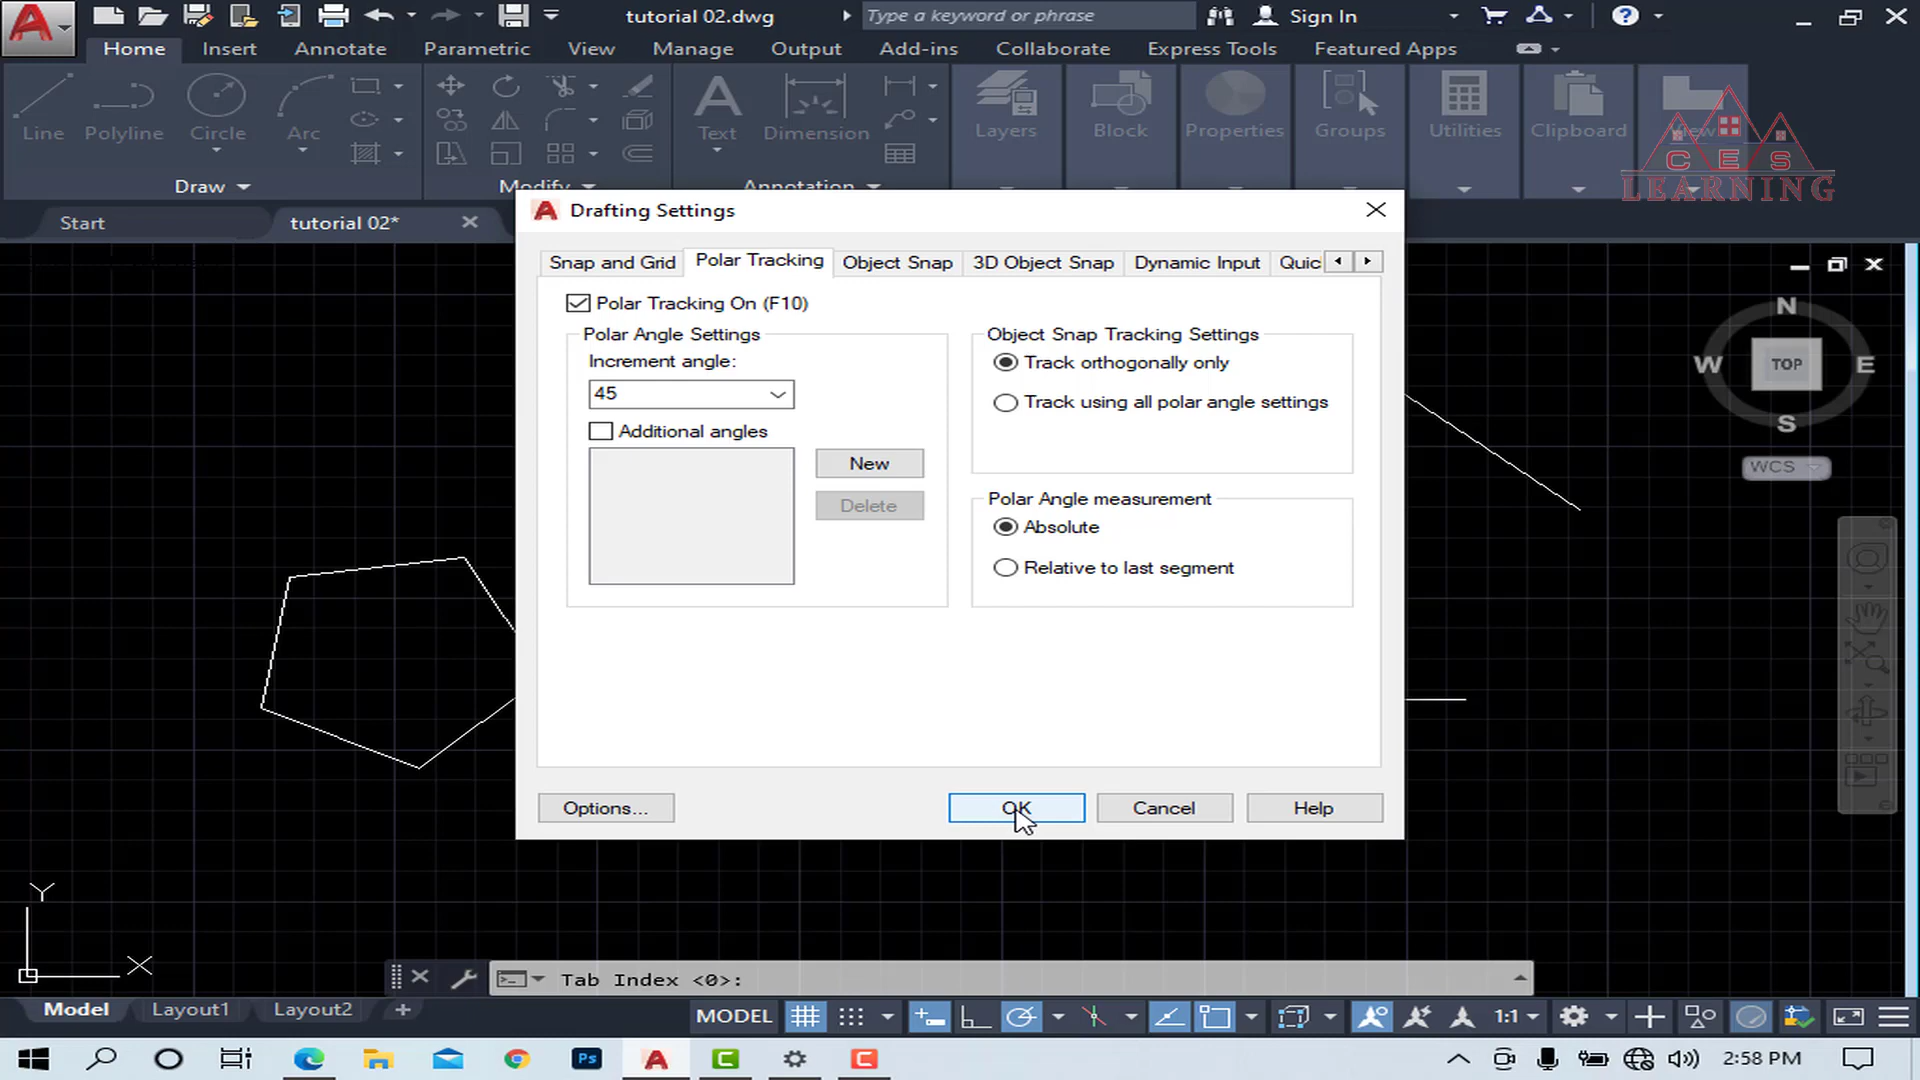 tutorial 02.dwg
Type a keyword or phrase
Sign In
Home Insert Annotate Parametric View Manage Output Add-ins Collaborate Express Tools Featured Apps
Line Polyline Circle Arc Text Dimension Layers Block Properties Groups Utilities Clipboard
Draw Modify Annotation
CES
LEARNING
Start tutorial 02*
Drafting Settings
Snap and Grid Polar Tracking Object Snap 3D Object Snap Dynamic Input Quic
Polar Tracking On (F10)
Polar Angle Settings
Increment angle:
45
Additional angles
New
Delete
Object Snap Tracking Settings
Track orthogonally only
Track using all polar angle settings
Polar Angle measurement
Absolute
Relative to last segment
Options... OK Cancel Help
N
W TOP E
S
WCS
Y
X
Tab Index <0>:
Model Layout1 Layout2 +
MODEL
1:1
Ps
2:58 PM